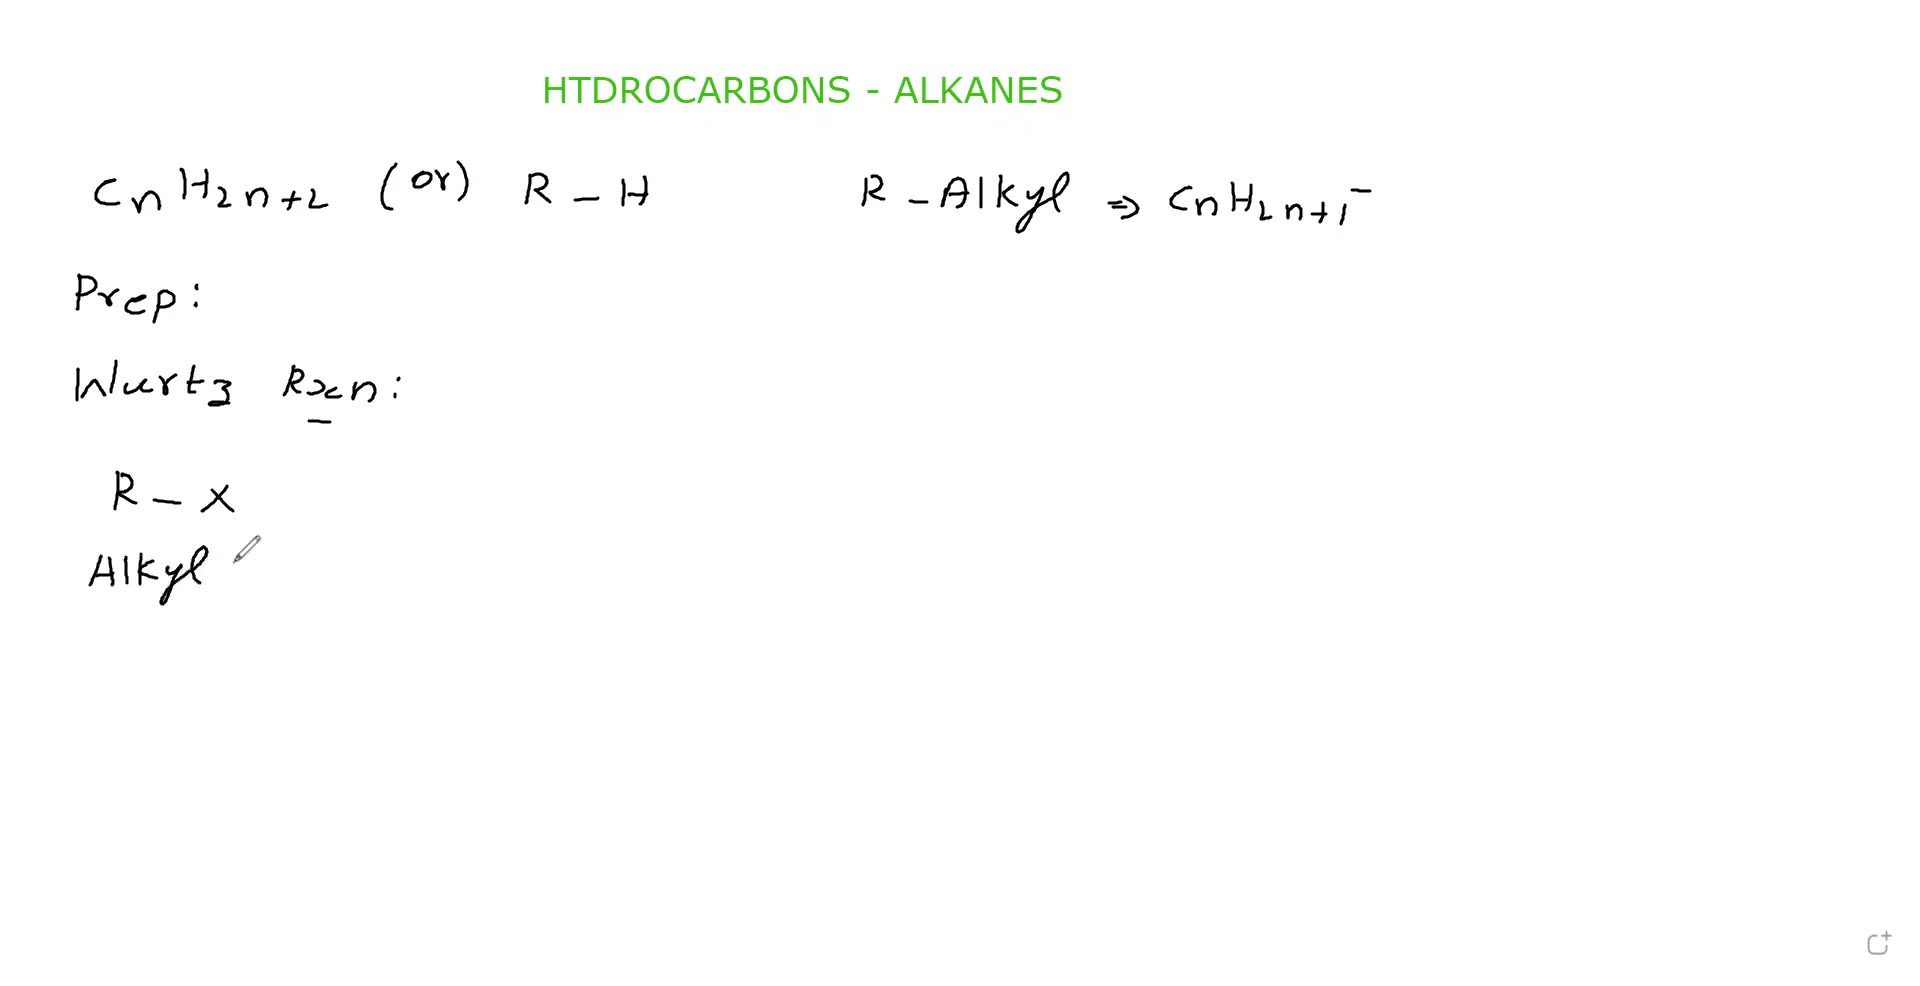 HTDROCARBONS - ALKANES
CnH2n+2 (or) R - H R - Alkyl ⇒ CnH2n+1-
Prep:
Wurtz Rxn:
R - X
Alkyl